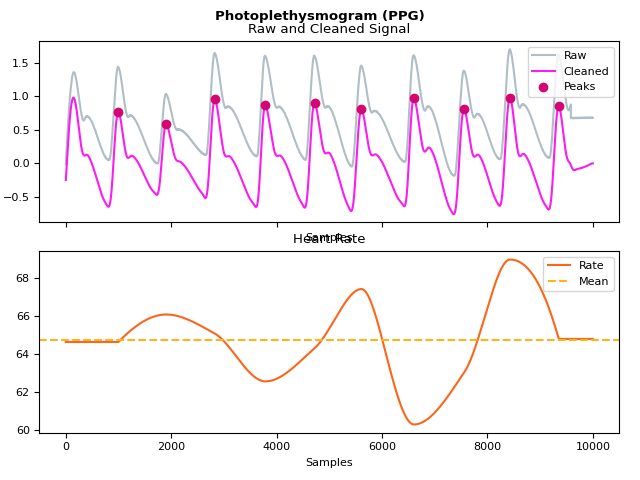 Photoplethysmogram (PPG)
Raw and Cleaned Signal
Raw
Cleaned
Peaks
1.5
1.0
0.5
0.0
−0.5
Samples
Heart Rate
Rate
Mean
68
66
64
62
60
0 2000 4000 6000 8000 10000
Samples